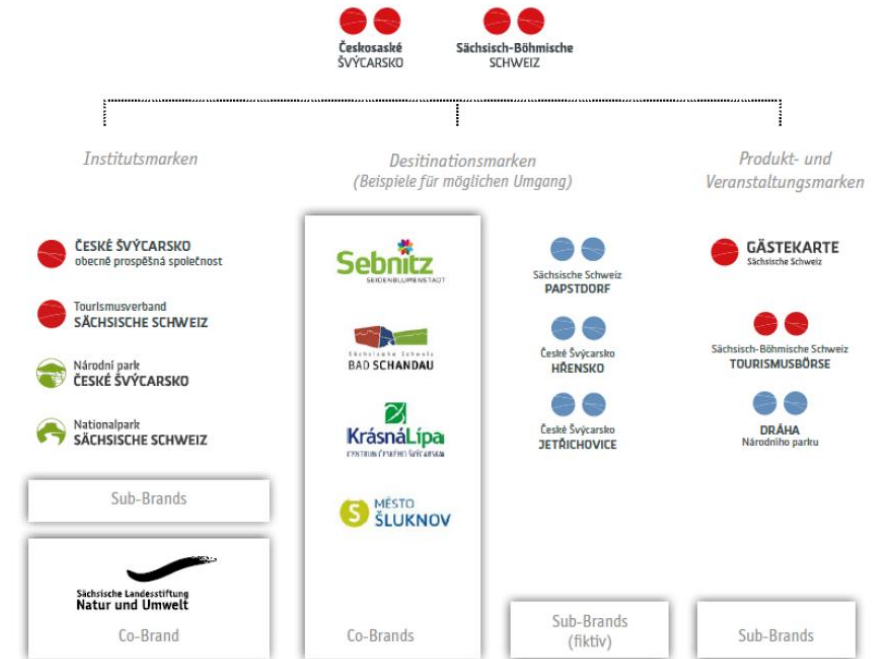 Českosaské
ŠVÝCARSKO
Sächsisch-Böhmische
SCHWEIZ
Institutsmarken
Desitinationsmarken
(Beispiele für möglichen Umgang)
Produkt- und
Veranstaltungsmarken
ČESKÉ ŠVÝCARSKO
obecně prospěšná společnost
Tourismusverband
SÄCHSISCHE SCHWEIZ
Národní park
ČESKÉ ŠVÝCARSKO
Nationalpark
SÄCHSISCHE SCHWEIZ
Sub-Brands
Sächsische Landesstiftung
Natur und Umwelt
Co-Brand
Sebnitz
SEIDENBLUMENSTADT
Sächsische Schweiz
BAD SCHANDAU
KrásnáLípa
CENTRUM ČESKÉHO ŠVÝCARSKA
S
MĚSTO
ŠLUKNOV
Co-Brands
Sächsische Schweiz
PAPSTDORF
České Švýcarsko
HŘENSKO
České Švýcarsko
JETŘICHOVICE
Sub-Brands
(fiktiv)
GÄSTEKARTE
Sächsische Schweiz
Sächsisch-Böhmische Schweiz
TOURISMUSBÖRSE
DRÁHA
Národního parku
Sub-Brands